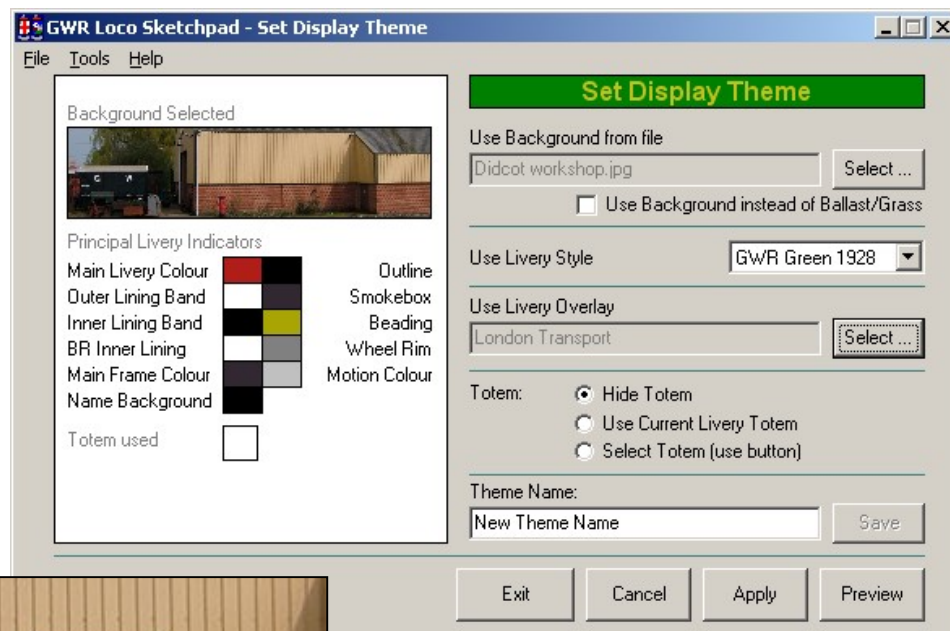 GWR Loco Sketchpad - Set Display Theme
File Tools Help
Background Selected
Principal Livery Indicators
Main Livery Colour
Outline
Outer Lining Band
Smokebox
Inner Lining Band
Beading
BR Inner Lining
Wheel Rim
Main Frame Colour
Motion Colour
Name Background
Totem used
Set Display Theme
Use Background from file
Didcot workshop.jpg
Select ...
Use Background instead of Ballast/Grass
Use Livery Style
GWR Green 1928
Use Livery Overlay
London Transport
Select ...
Totem:
Hide Totem
Use Current Livery Totem
Select Totem (use button)
Theme Name:
New Theme Name
Save
Exit
Cancel
Apply
Preview